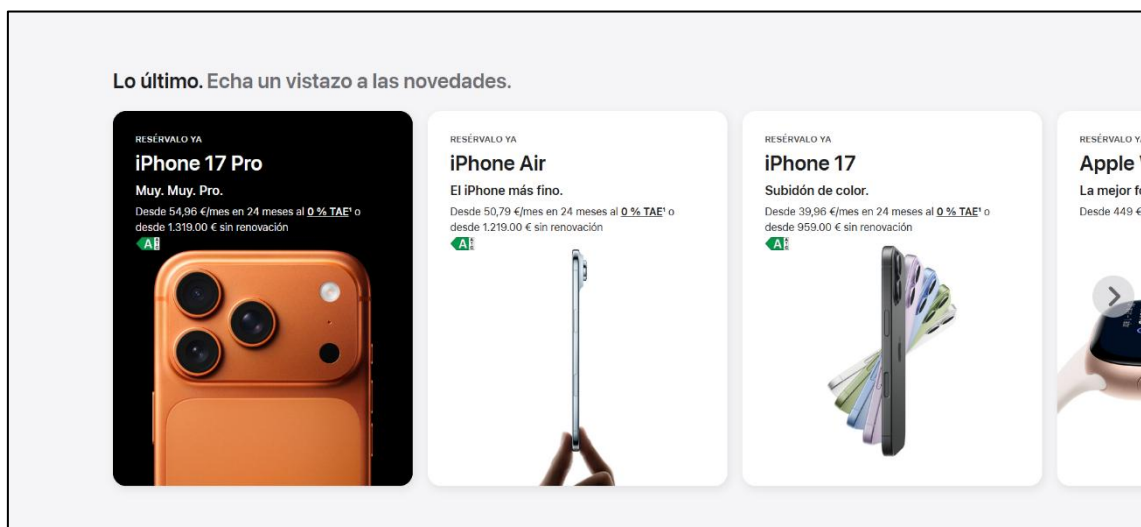 Lo último. Echa un vistazo a las novedades.
RESÉRVALO YA
iPhone 17 Pro
Muy. Muy. Pro.
Desde 54,96 €/mes en 24 meses al 0 % TAE¹ o
desde 1.319.00 € sin renovación
A
RESÉRVALO YA
iPhone Air
El iPhone más fino.
Desde 50,79 €/mes en 24 meses al 0 % TAE¹ o
desde 1.219.00 € sin renovación
A
RESÉRVALO YA
iPhone 17
Subidón de color.
Desde 39,96 €/mes en 24 meses al 0 % TAE¹ o
desde 959.00 € sin renovación
A
RESÉRVALO
Apple
La mejor
Desde 449 €